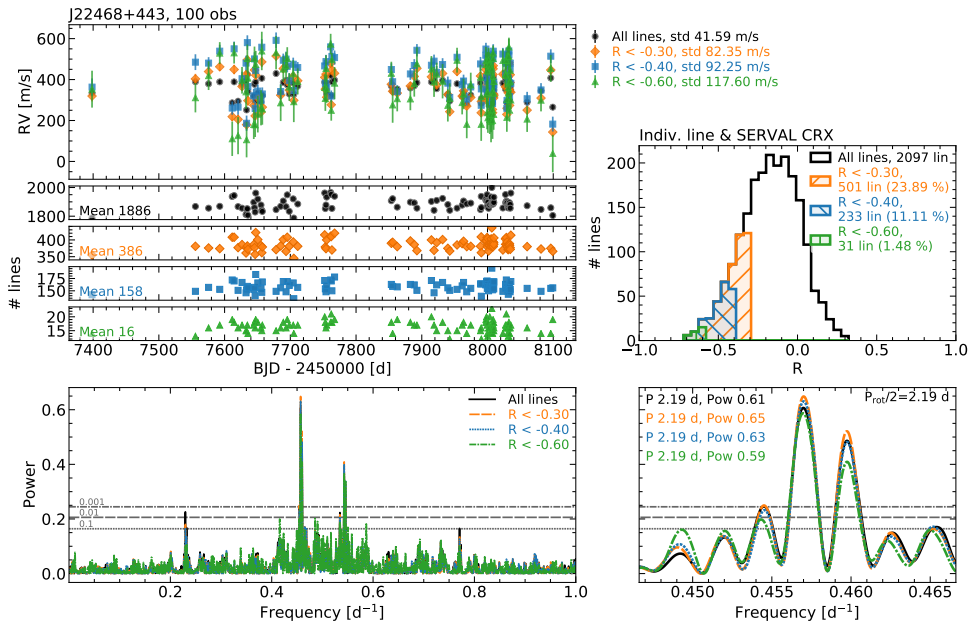 J22468+443, 100 obs
600
400
200
0
RV [m/s]
All lines, std 41.59 m/s
R < -0.30, std 82.35 m/s
R < -0.40, std 92.25 m/s
R < -0.60, std 117.60 m/s
2000
1800
Mean 1886
400
350
Mean 386
175
150
Mean 158
20
15
Mean 16
# lines
7400 7500 7600 7700 7800 7900 8000 8100
BJD - 2450000 [d]
Indiv. line & SERVAL CRX
All lines, 2097 lin
R < -0.30,
501 lin (23.89 %)
R < -0.40,
233 lin (11.11 %)
R < -0.60,
31 lin (1.48 %)
200
150
100
50
0
# lines
−1.0 −0.5 0.0 0.5 1.0
R
0.6
0.4
0.2
0.0
Power
All lines
R < -0.30
R < -0.40
R < -0.60
0.001
0.01
0.1
0.2 0.4 0.6 0.8 1.0
Frequency [d⁻¹]
P 2.19 d, Pow 0.61
P 2.19 d, Pow 0.65
P 2.19 d, Pow 0.63
P 2.19 d, Pow 0.59
P_rot/2=2.19 d
0.450 0.455 0.460 0.465
Frequency [d⁻¹]